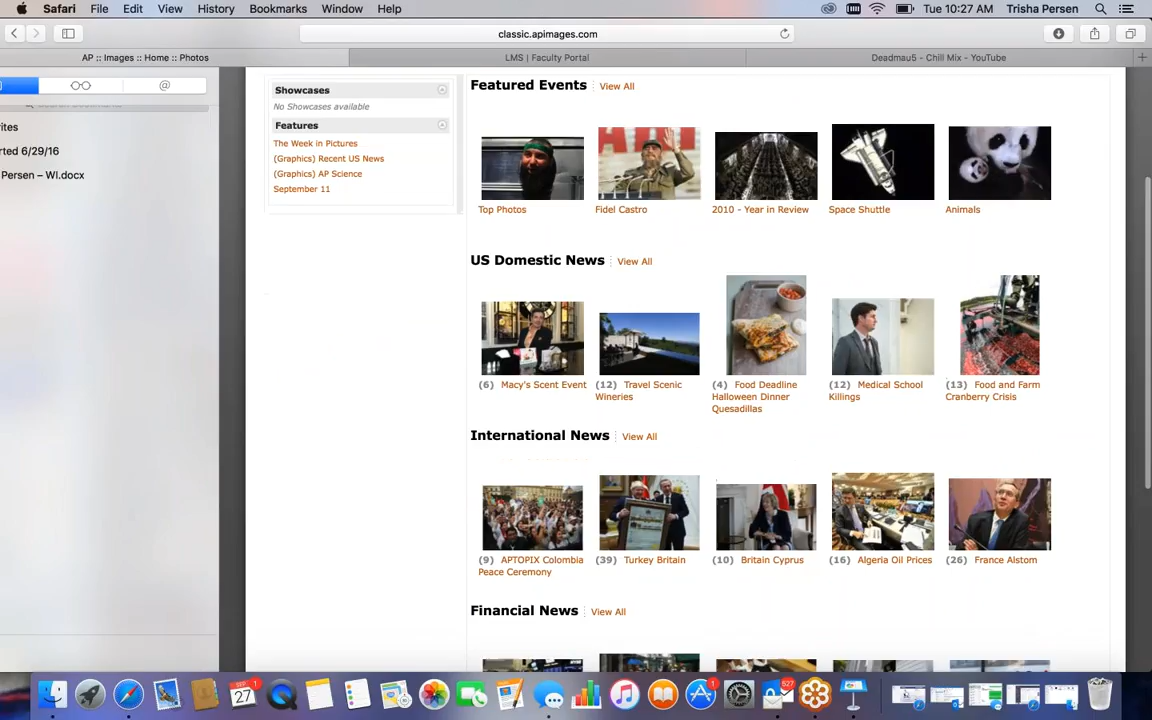 Safari File Edit View History Bookmarks Window Help Tue 10:27 AM Trisha Persen
classic.apimages.com
AP :: Images :: Home :: Photos LMS | Faculty Portal Deadmau5 - Chill Mix - YouTube
rites
rted 6/29/16
Persen – WI.docx
Showcases
No Showcases available
Features
The Week in Pictures
(Graphics) Recent US News
(Graphics) AP Science
September 11
Featured Events View All
Top Photos Fidel Castro 2010 - Year in Review Space Shuttle Animals
US Domestic News View All
(6) Macy's Scent Event (12) Travel Scenic Wineries (4) Food Deadline Halloween Dinner Quesadillas (12) Medical School Killings (13) Food and Farm Cranberry Crisis
International News View All
(9) APTOPIX Colombia Peace Ceremony (39) Turkey Britain (10) Britain Cyprus (16) Algeria Oil Prices (26) France Alstom
Financial News View All
SEP 1
27 1 527